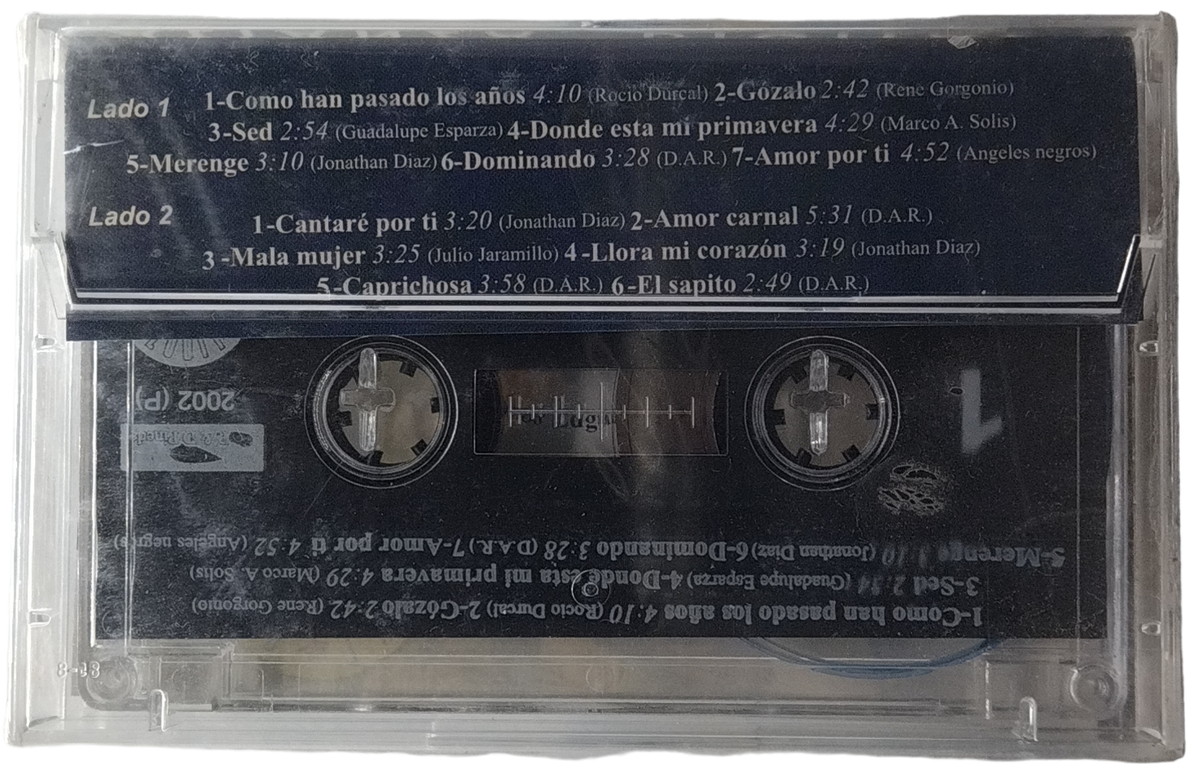 Lado 1
1-Como han pasado los años 4:10 (Rocio Durcal) 2-Gózalo 2:42 (Rene Gorgonio)
3-Sed 2:54 (Guadalupe Esparza) 4-Donde esta mi primavera 4:29 (Marco A. Solis)
5-Merenge 3:10 (Jonathan Diaz) 6-Dominando 3:28 (D.A.R.) 7-Amor por ti 4:52 (Angeles negros)
Lado 2
1-Cantaré por ti 3:20 (Jonathan Diaz) 2-Amor carnal 5:31 (D.A.R.)
3-Mala mujer 3:25 (Julio Jaramillo) 4-Llora mi corazón 3:19 (Jonathan Diaz)
5-Caprichosa 3:58 (D.A.R.) 6-El sapito 2:49 (D.A.R.)
2002 (P)
1
5-Merenge 3:10 (Jonathan Diaz) 6-Dominando 3:28 (D.A.R.) 7-Amor por ti 4:52 (Angeles negros)
3-Sed 2:54 (Guadalupe Esparza) 4-Donde esta mi primavera 4:29 (Marco A. Solis)
1-Como han pasado los años 4:10 (Rocio Durcal) 2-Gózalo 2:42 (Rene Gorgonio)